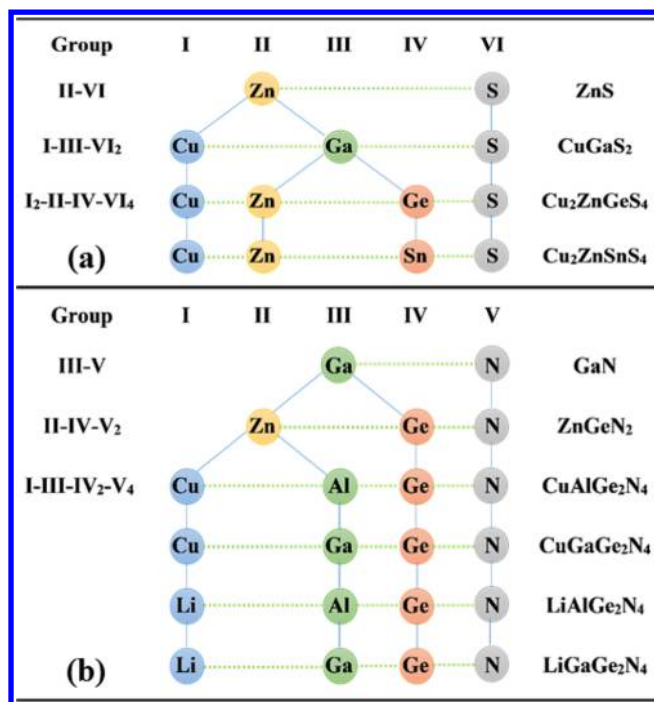 Group I II III IV VI
II-VI Zn S ZnS
I-III-VI₂ Cu Ga S CuGaS₂
I₂-II-IV-VI₄ Cu Zn Ge S Cu₂ZnGeS₄
(a) Cu Zn Sn S Cu₂ZnSnS₄
Group I II III IV V
III-V Ga N GaN
II-IV-V₂ Zn Ge N ZnGeN₂
I-III-IV₂-V₄ Cu Al Ge N CuAlGe₂N₄
Cu Ga Ge N CuGaGe₂N₄
Li Al Ge N LiAlGe₂N₄
(b) Li Ga Ge N LiGaGe₂N₄